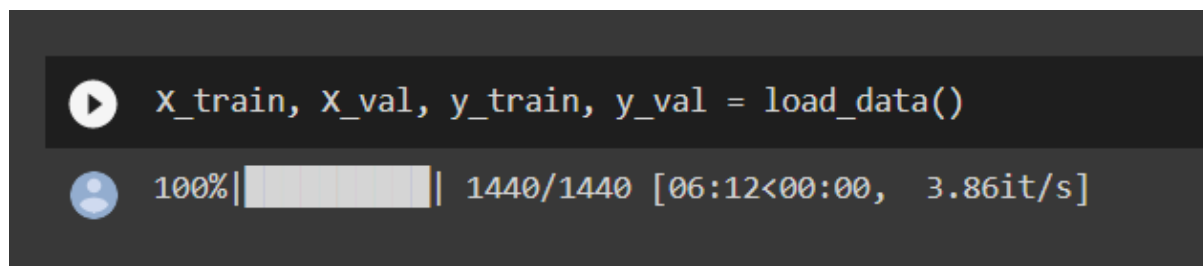 X_train, X_val, y_train, y_val = load_data()
100%|██████████| 1440/1440 [06:12<00:00,  3.86it/s]